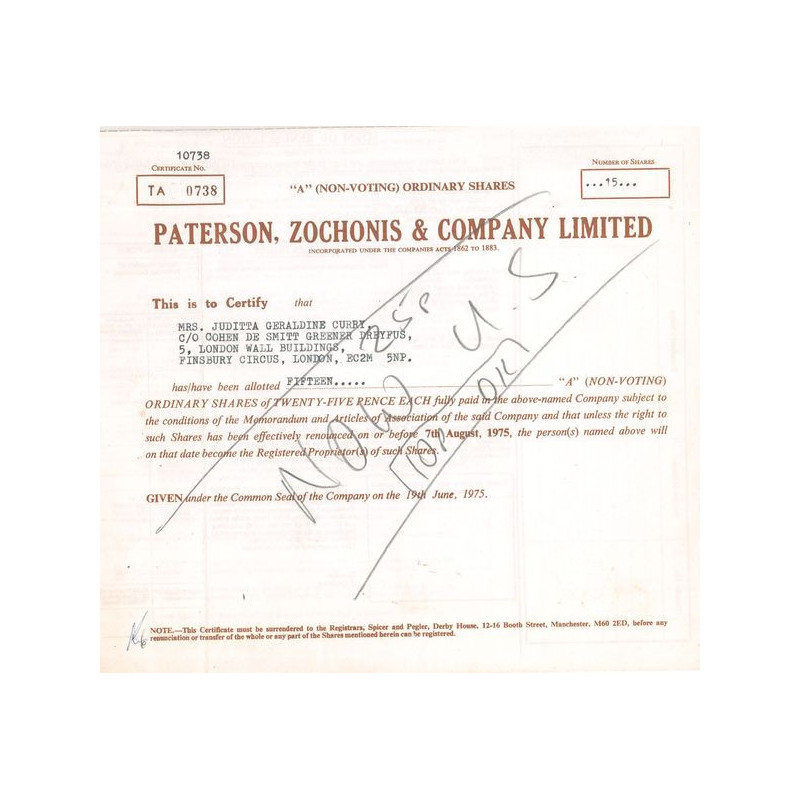 10738
CERTIFICATE No.
TA 0738
NUMBER OF SHARES
...15...
"A" (NON-VOTING) ORDINARY SHARES
PATERSON, ZOCHONIS & COMPANY LIMITED
INCORPORATED UNDER THE COMPANIES ACTS 1862 TO 1883.
This is to Certify that
MRS. JUDITTA GERALDINE CURRY,
C/O COHEN DE SMITT GREENER DREYFUS,
5, LONDON WALL BUILDINGS,
FINSBURY CIRCUS, LONDON, EC2M 5NP.
has/have been allotted FIFTEEN..... "A" (NON-VOTING)
ORDINARY SHARES of TWENTY-FIVE PENCE EACH fully paid in the above-named Company subject to
the conditions of the Memorandum and Articles of Association of the said Company and that unless the right to
such Shares has been effectively renounced on or before 7th August, 1975, the person(s) named above will
on that date become the Registered Proprietor(s) of such Shares.
GIVEN under the Common Seal of the Company on the 19th June, 1975.
25p
NOW U.S
NOTE.—This Certificate must be surrendered to the Registrars, Spicer and Pegler, Derby House, 12-16 Booth Street, Manchester, M60 2ED, before any
renunciation or transfer of the whole or any part of the Shares mentioned herein can be registered.